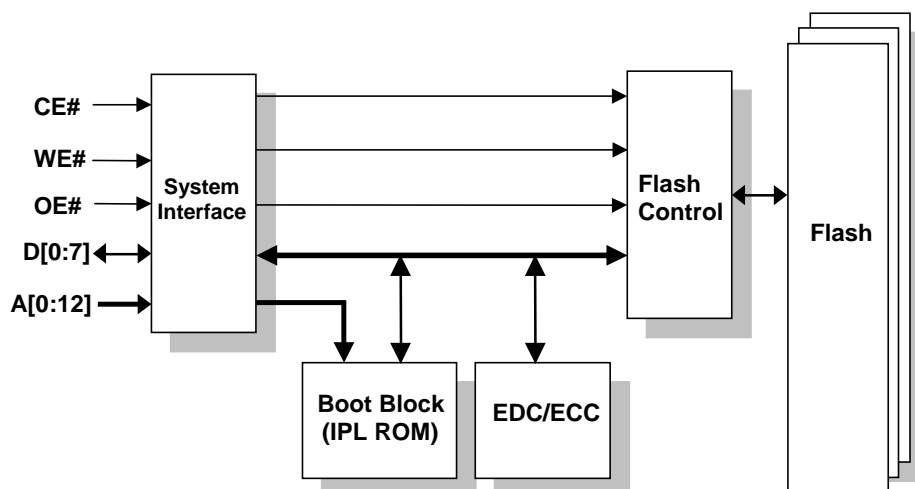 CE#
WE#
OE#
D[0:7]
A[0:12]
System
Interface
Flash
Control
Flash
Boot Block
(IPL ROM)
EDC/ECC